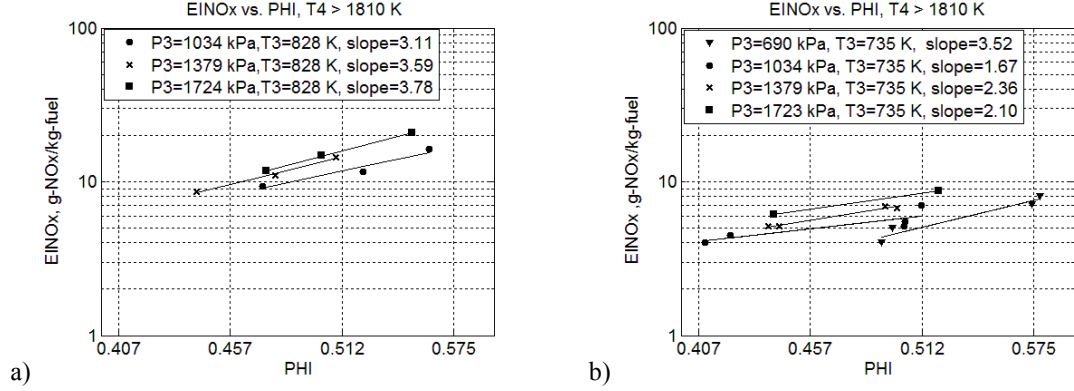 EINOx vs. PHI, T4 > 1810 K
100
P3=1034 kPa,T3=828 K, slope=3.11
P3=1379 kPa,T3=828 K, slope=3.59
P3=1724 kPa,T3=828 K, slope=3.78
EINOx, g-NOx/kg-fuel
10
1
0.407 0.457 0.512 0.575
PHI
a)
EINOx vs. PHI, T4 > 1810 K
100
P3=690 kPa, T3=735 K, slope=3.52
P3=1034 kPa, T3=735 K, slope=1.67
P3=1379 kPa, T3=735 K, slope=2.36
P3=1723 kPa, T3=735 K, slope=2.10
EINOx ,g-NOx/kg-fuel
10
1
0.407 0.457 0.512 0.575
PHI
b)